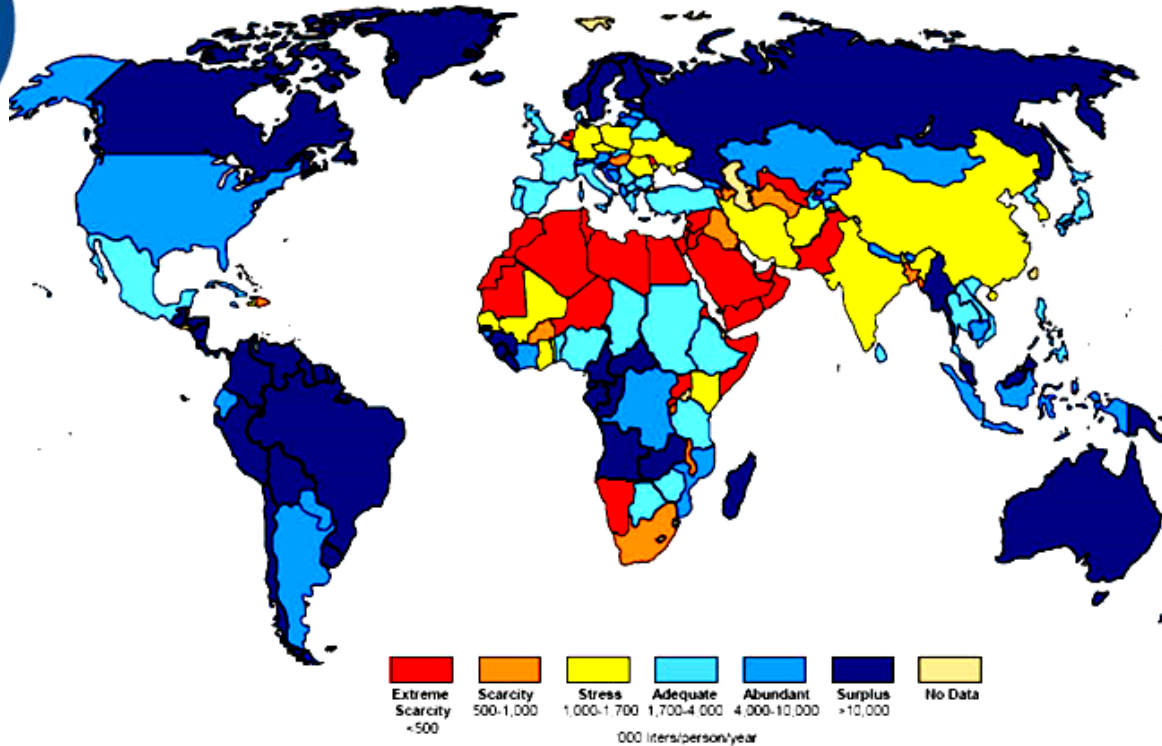 Extreme Scarcity <500
Scarcity 500-1,000
Stress 1,000-1,700
Adequate 1,700-4,000
Abundant 4,000-10,000
Surplus >10,000
No Data
'000 liters/person/year